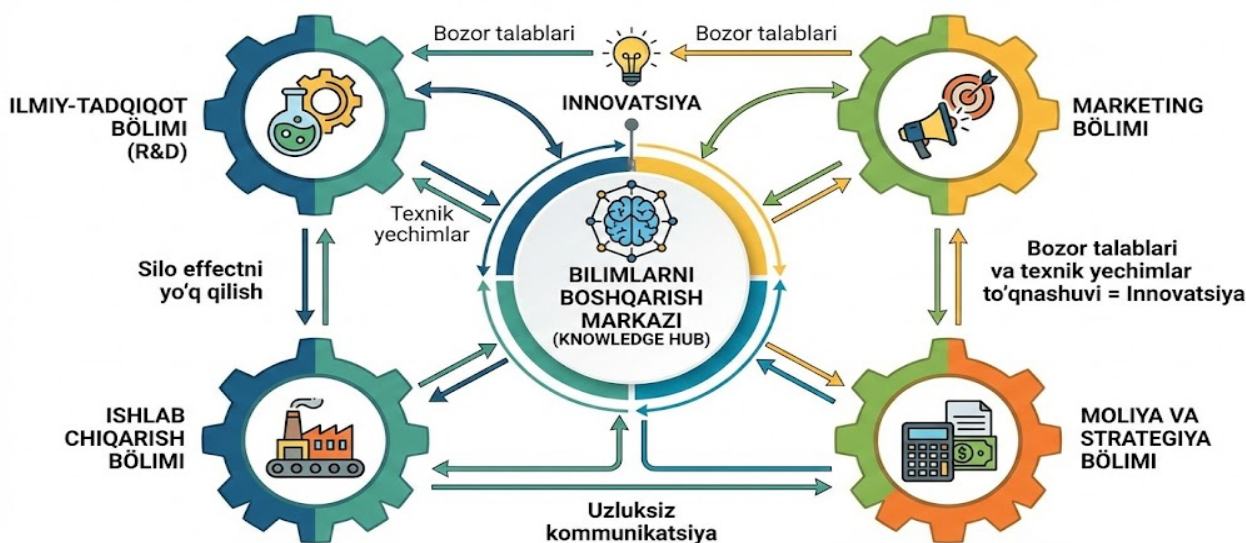 Bozor talablari
Bozor talablari
INNOVATSIYA
ILMIY-TADQIQOT
BÖLIMI
(R&D)
MARKETING
BÖLIMI
Texnik
yechimlar
Silo effectni
yo'q qilish
BILIMLARNI
BOSHQARISH
MARKAZI
(KNOWLEDGE HUB)
Bozor talablari
va texnik yechimlar
to'qnashuvi = Innovatsiya
ISHLAB
CHIQARISH
BÖLIMI
MOLIYA VA
STRATEGIYA
BÖLIMI
Uzluksiz
kommunikatsiya